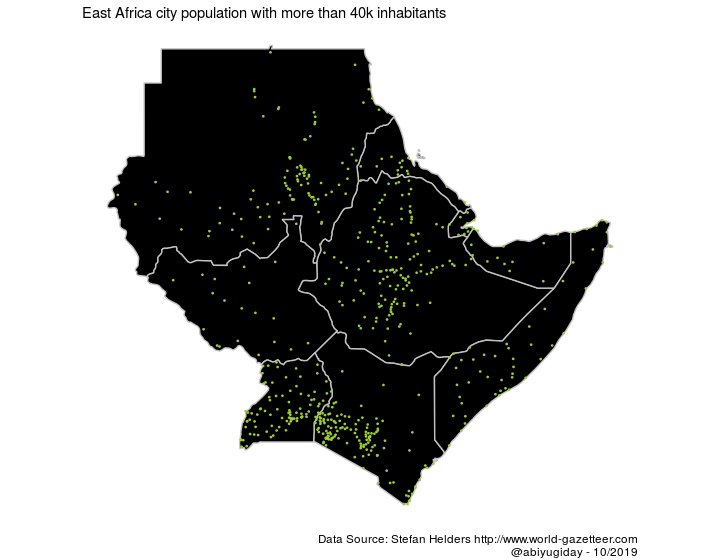 East Africa city population with more than 40k inhabitants
Data Source: Stefan Helders http://www.world-gazetteer.com
@abiyugiday - 10/2019